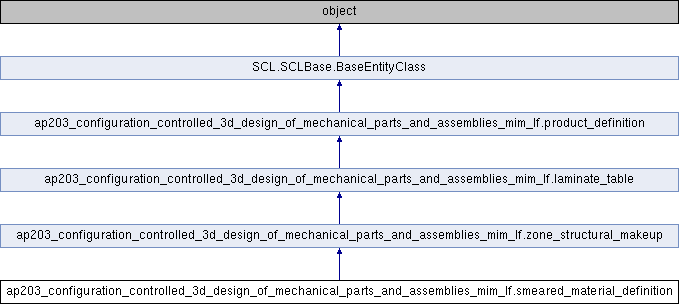 object
SCL.SCLBase.BaseEntityClass
ap203_configuration_controlled_3d_design_of_mechanical_parts_and_assemblies_mim_lf.product_definition
ap203_configuration_controlled_3d_design_of_mechanical_parts_and_assemblies_mim_lf.laminate_table
ap203_configuration_controlled_3d_design_of_mechanical_parts_and_assemblies_mim_lf.zone_structural_makeup
ap203_configuration_controlled_3d_design_of_mechanical_parts_and_assemblies_mim_lf.smeared_material_definition